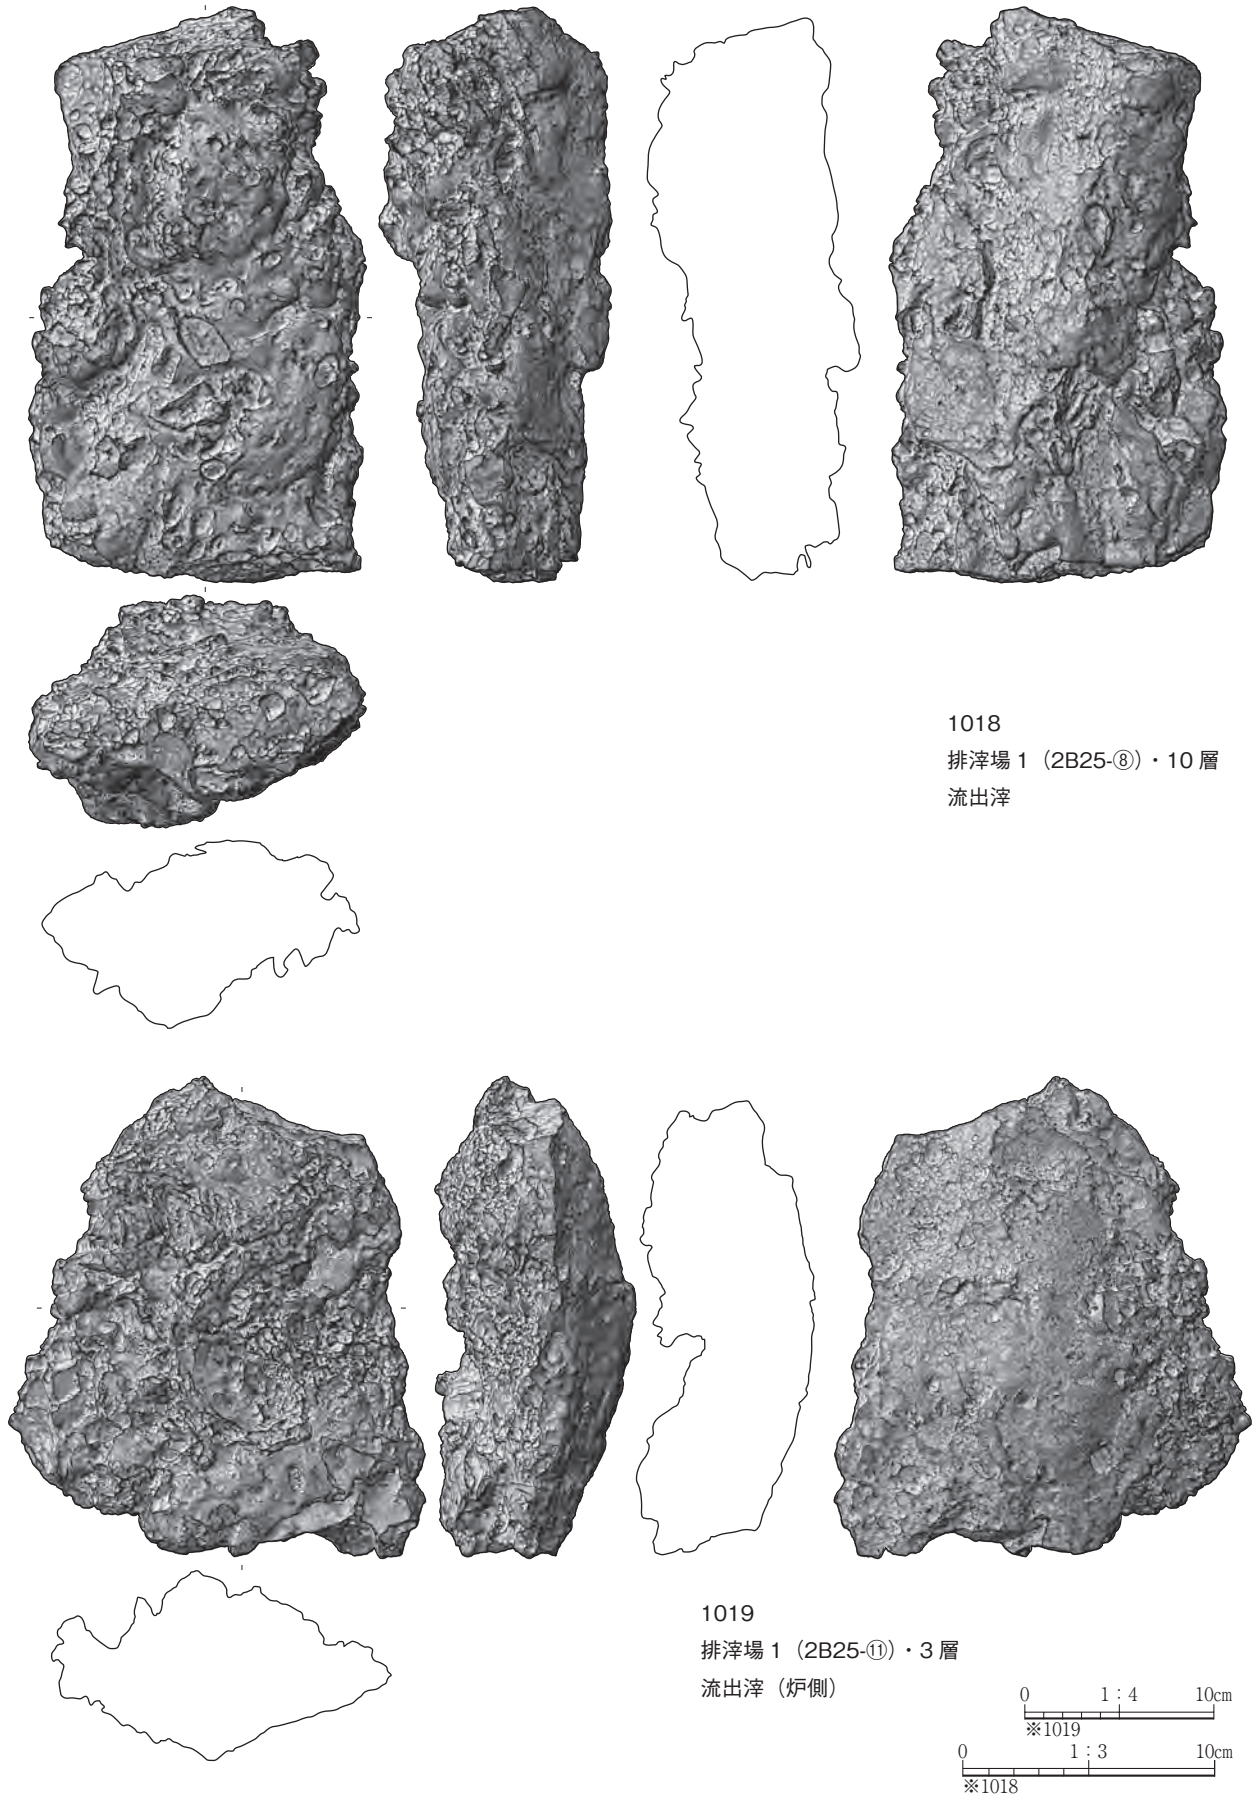 1018
排滓場 1（2B25-⑧）・10 層
流出滓
1019
排滓場 1（2B25-⑪）・3 層
流出滓（炉側）
0 1：4 10cm
※1019
0 1：3 10cm
※1018